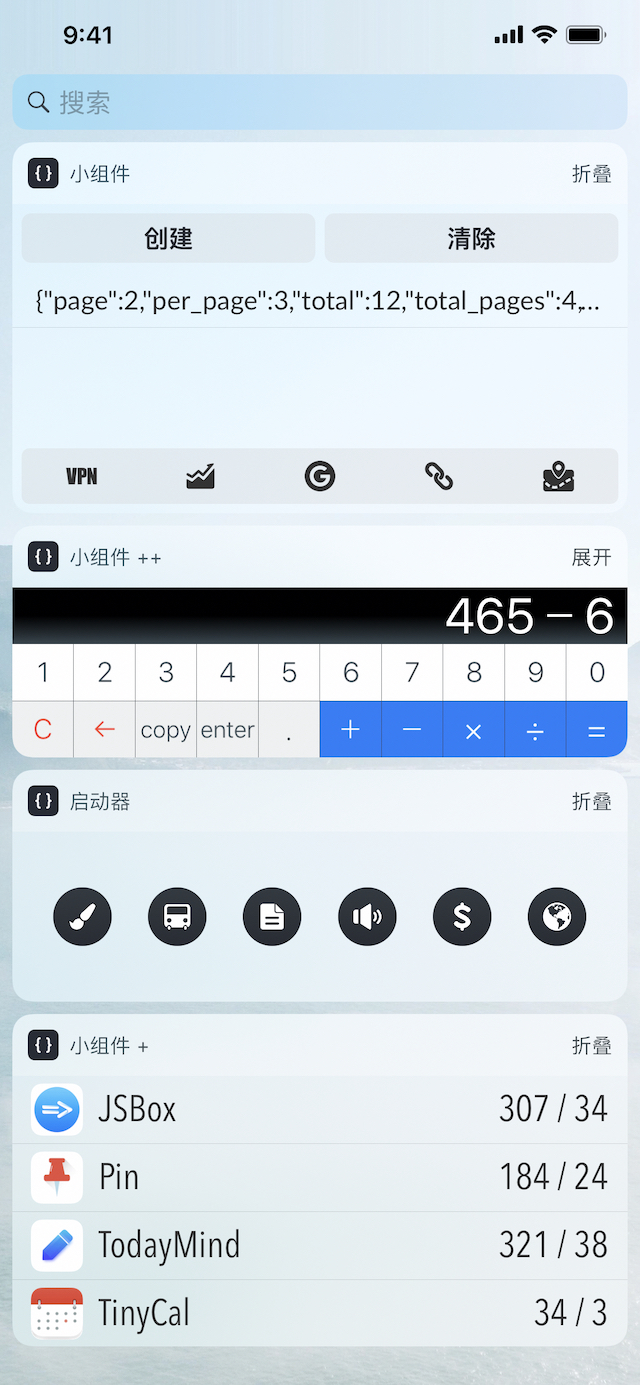 9:41
搜索
{} 小组件 折叠
创建 清除
{"page":2,"per_page":3,"total":12,"total_pages":4,...
VPN G
{} 小组件 ++ 展开
465 − 6
1 2 3 4 5 6 7 8 9 0
C ← copy enter . + − × ÷ =
{} 启动器 折叠
$
{} 小组件 + 折叠
JSBox 307 / 34
Pin 184 / 24
TodayMind 321 / 38
TinyCal 34 / 3